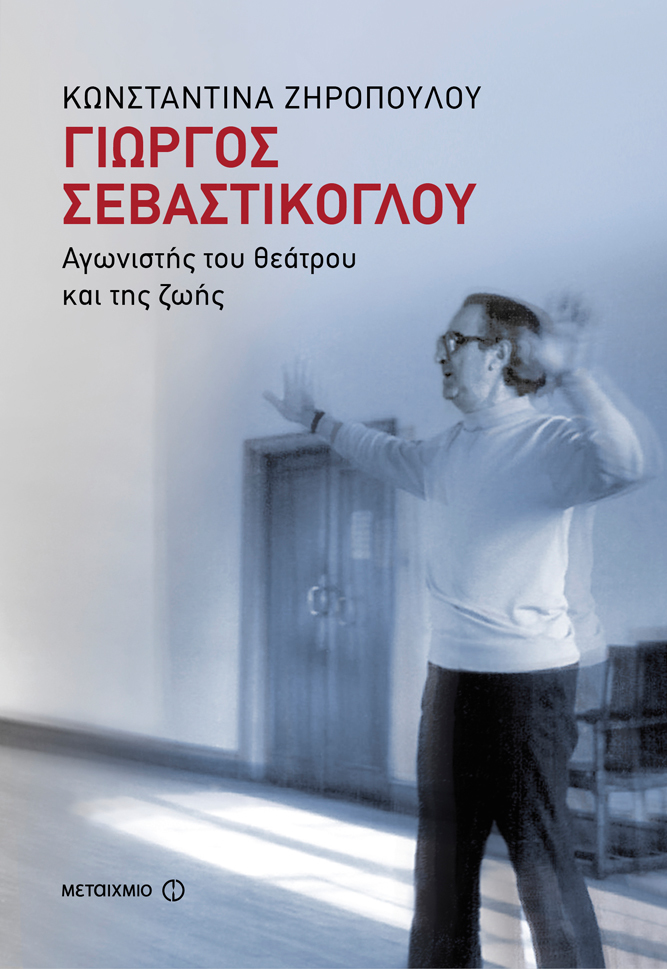 ΚΩΝΣΤΑΝΤΙΝΑ ΖΗΡΟΠΟΥΛΟΥ
ΓΙΩΡΓΟΣ
ΣΕΒΑΣΤΙΚΟΓΛΟΥ
Αγωνιστής του θεάτρου
και της ζωής
ΜΕΤΑΙΧΜΙΟ